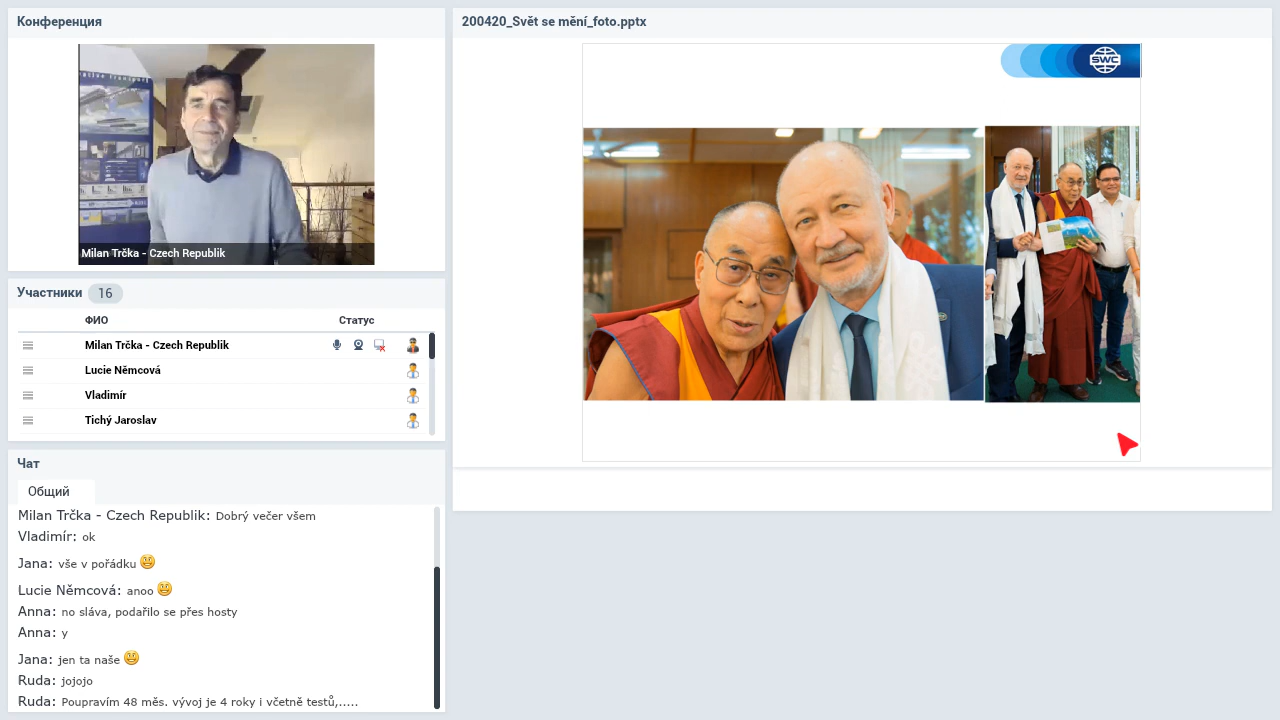 Конференция
Milan Trčka - Czech Republik
Участники 16
ФИО Статус
Milan Trčka - Czech Republik
Lucie Němcová
Vladimír
Tichý Jaroslav
Чат
Общий
Milan Trčka - Czech Republik: Dobrý večer všem
Vladimír: ok
Jana: vše v pořádku
Lucie Němcová: anoo
Anna: no sláva, podařilo se přes hosty
Anna: y
Jana: jen ta naše
Ruda: jojojo
Ruda: Poupravím 48 měs. vývoj je 4 roky i včetně testů,.....
200420_Svět se mění_foto.pptx
SWC